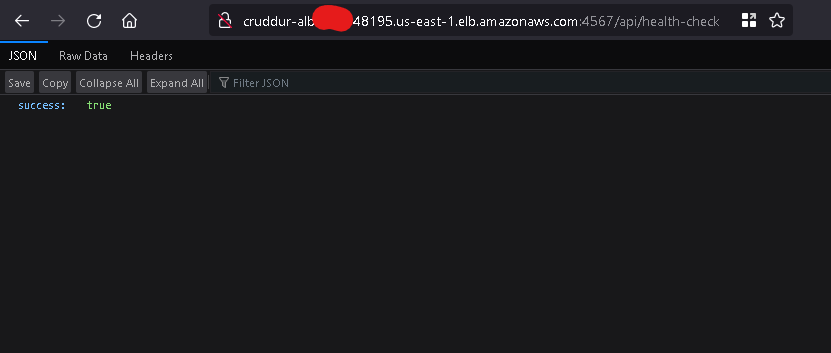 cruddur-alb 48195.us-east-1.elb.amazonaws.com:4567/api/health-check
JSON Raw Data Headers
Save Copy Collapse All Expand All Filter JSON
success: true